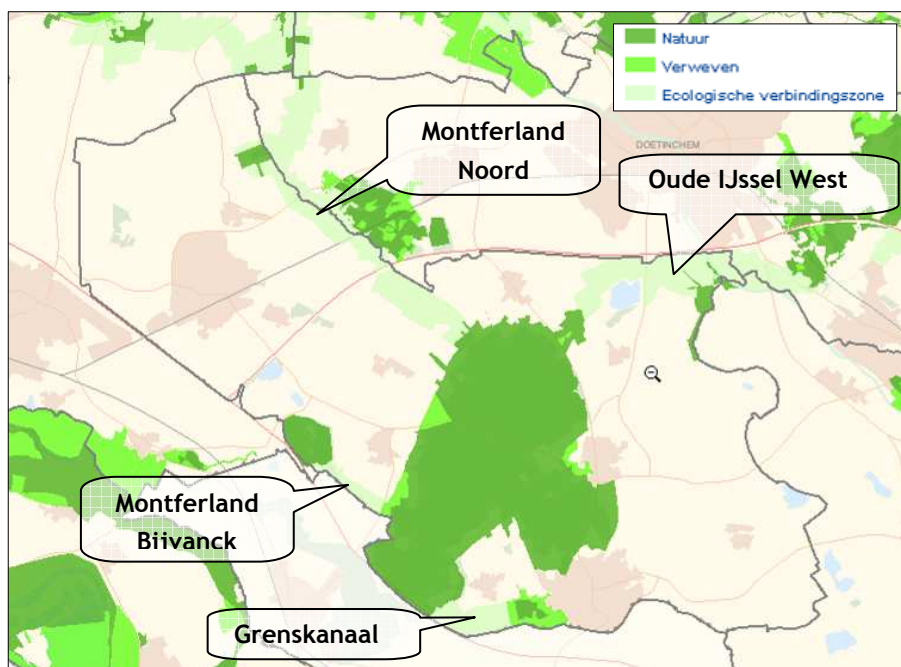 Natuur
Verweven
Ecologische verbindingszone
Montferland
Noord
DOETINCHEM
Oude IJssel West
Montferland
Biivanck
Grenskanaal